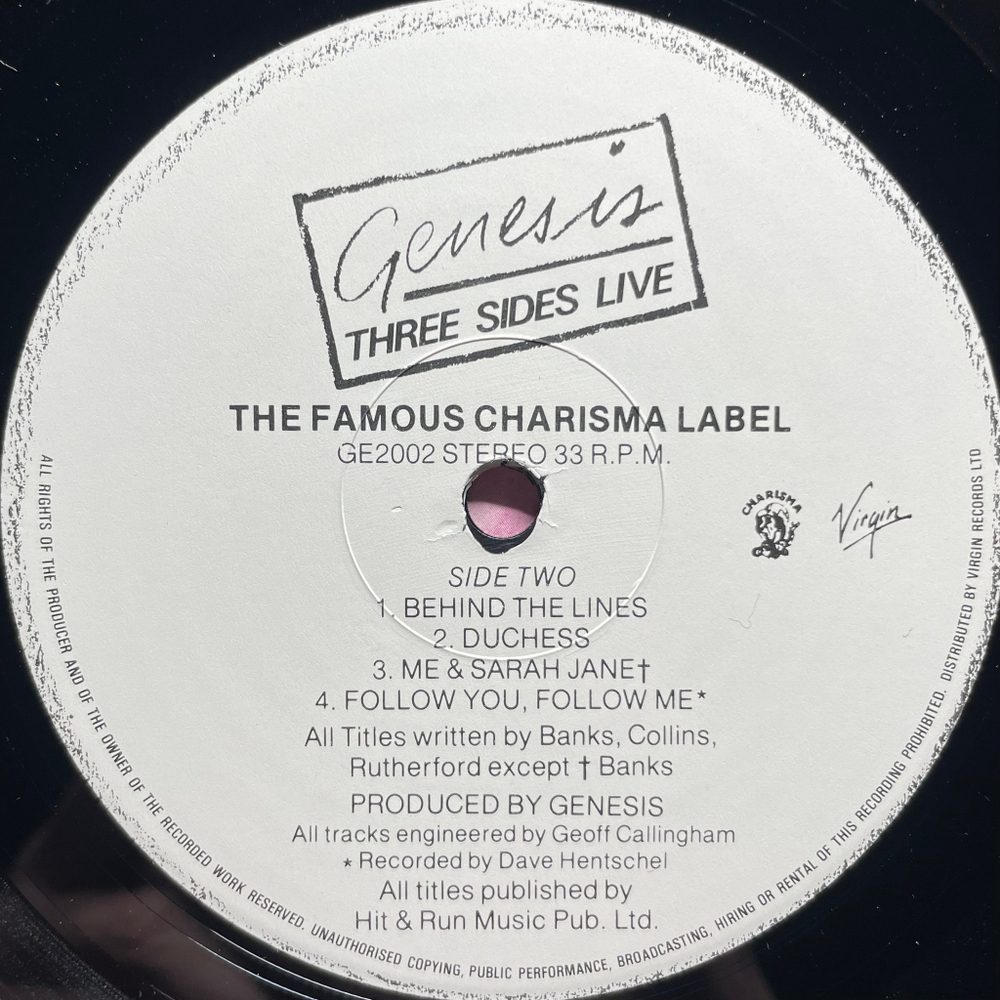 Genesis
THREE SIDES LIVE
THE FAMOUS CHARISMA LABEL
GE2002 STEREO 33 R.P.M.
CHARISMA
Virgin
SIDE TWO
1. BEHIND THE LINES
2. DUCHESS
3. ME & SARAH JANE†
4. FOLLOW YOU, FOLLOW ME*
All Titles written by Banks, Collins,
Rutherford except † Banks
PRODUCED BY GENESIS
All tracks engineered by Geoff Callingham
* Recorded by Dave Hentschel
All titles published by
Hit & Run Music Pub. Ltd.
ALL RIGHTS OF THE PRODUCER AND OF THE OWNER OF THE RECORDED WORK RESERVED. UNAUTHORISED COPYING, PUBLIC PERFORMANCE, BROADCASTING, HIRING OR RENTAL OF THIS RECORDING PROHIBITED. DISTRIBUTED BY VIRGIN RECORDS LTD